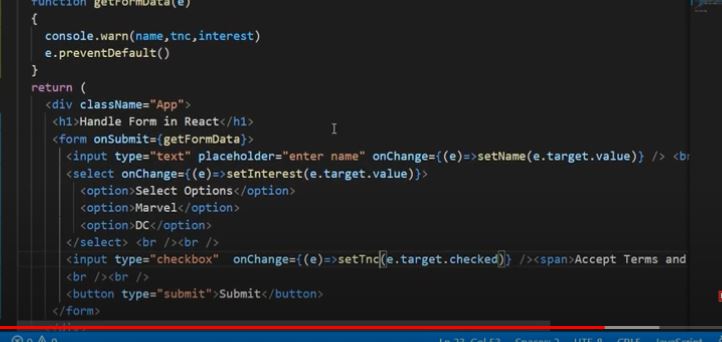 function getFormData(e)
{
console.warn(name,tnc,interest)
e.preventDefault()
}
return (
<div className="App">
<h1>Handle Form in React</h1>
<form onSubmit={getFormData}>
<input type="text" placeholder="enter name" onChange={(e)=>setName(e.target.value)} /> <br
<select onChange={(e)=>setInterest(e.target.value)}>
<option>Select Options</option>
<option>Marvel</option>
<option>DC</option>
</select> <br /><br />
<input type="checkbox"  onChange={(e)=>setTnc(e.target.checked)} /><span>Accept Terms and
<br /><br />
<button type="submit">Submit</button>
</form>
</div>